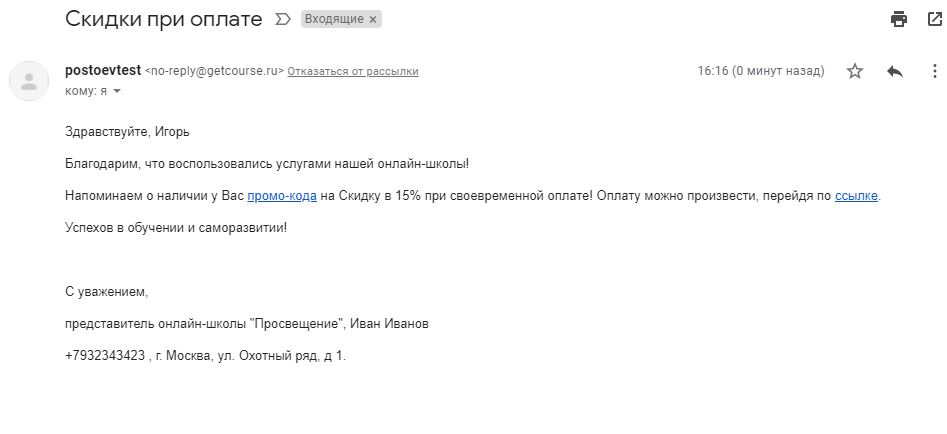 Скидки при оплате Входящие ×
postoevtest <no-reply@getcourse.ru> Отказаться от рассылки 16:16 (0 минут назад)
кому: я
Здравствуйте, Игорь
Благодарим, что воспользовались услугами нашей онлайн-школы!
Напоминаем о наличии у Вас промо-кода на Скидку в 15% при своевременной оплате! Оплату можно произвести, перейдя по ссылке.
Успехов в обучении и саморазвитии!
С уважением,
представитель онлайн-школы "Просвещение", Иван Иванов
+7932343423 , г. Москва, ул. Охотный ряд, д 1.